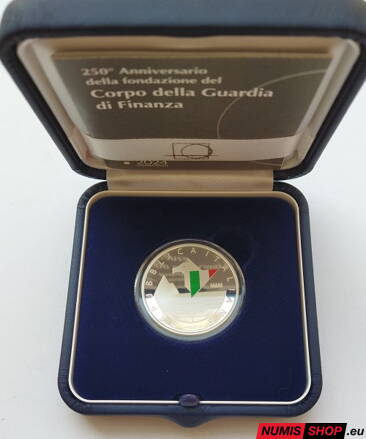 250° Anniversario
della fondazione del
Corpo della Guardia
di Finanza
2024
NUMIS SHOP.eu